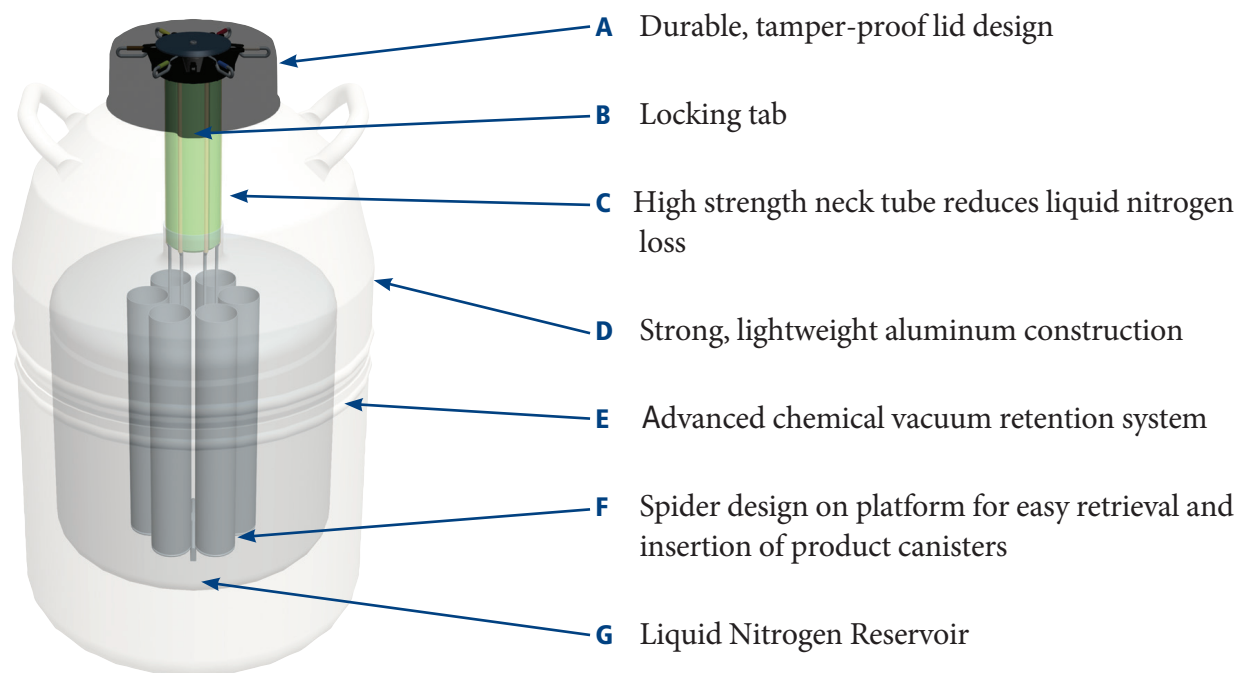 A Durable, tamper-proof lid design
B Locking tab
C High strength neck tube reduces liquid nitrogen
loss
D Strong, lightweight aluminum construction
E Advanced chemical vacuum retention system
F Spider design on platform for easy retrieval and
insertion of product canisters
G Liquid Nitrogen Reservoir